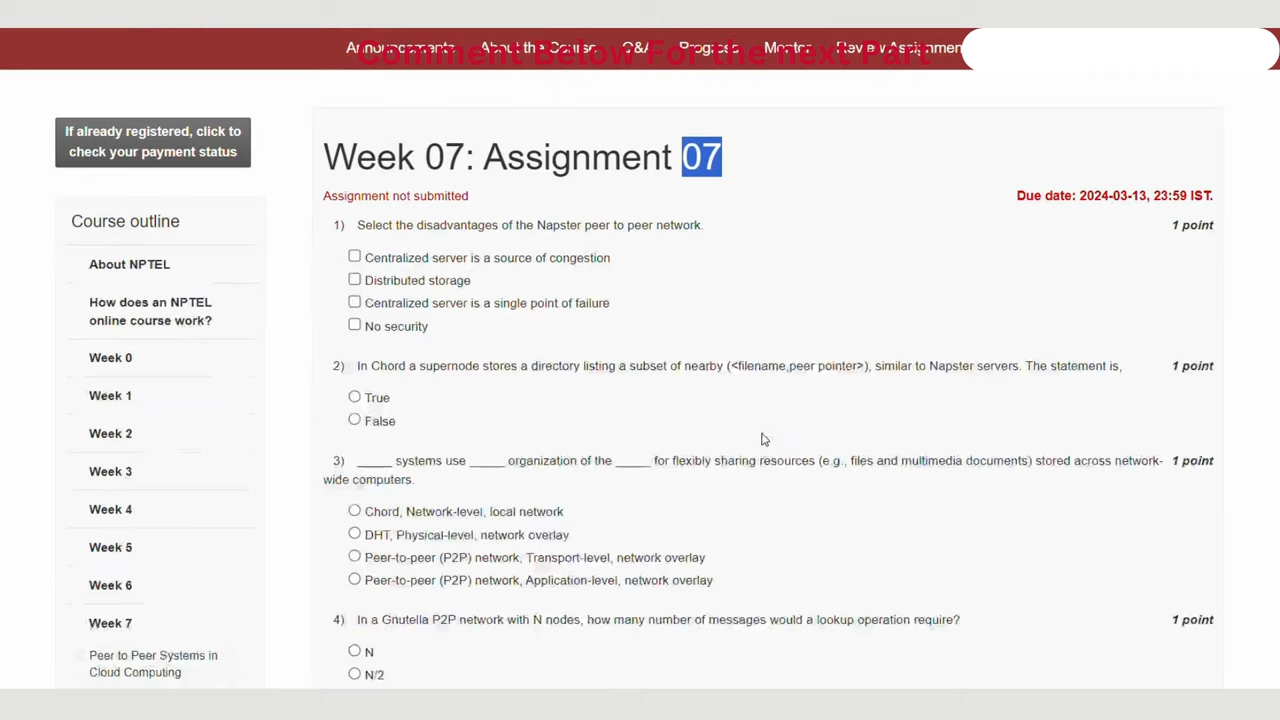 Announcements About the Course Q&A Progress Mentor Review Assignmen
Comment Below For the next Part
If already registered, click to
check your payment status
Course outline
About NPTEL
How does an NPTEL
online course work?
Week 0
Week 1
Week 2
Week 3
Week 4
Week 5
Week 6
Week 7
Peer to Peer Systems in
Cloud Computing
Week 07: Assignment 07
Assignment not submitted Due date: 2024-03-13, 23:59 IST.
1) Select the disadvantages of the Napster peer to peer network. 1 point
Centralized server is a source of congestion
Distributed storage
Centralized server is a single point of failure
No security
2) In Chord a supernode stores a directory listing a subset of nearby (<filename,peer pointer>), similar to Napster servers. The statement is, 1 point
True
False
3) _____ systems use _____ organization of the _____ for flexibly sharing resources (e.g., files and multimedia documents) stored across network- 1 point
wide computers.
Chord, Network-level, local network
DHT, Physical-level, network overlay
Peer-to-peer (P2P) network, Transport-level, network overlay
Peer-to-peer (P2P) network, Application-level, network overlay
4) In a Gnutella P2P network with N nodes, how many number of messages would a lookup operation require? 1 point
N
N/2